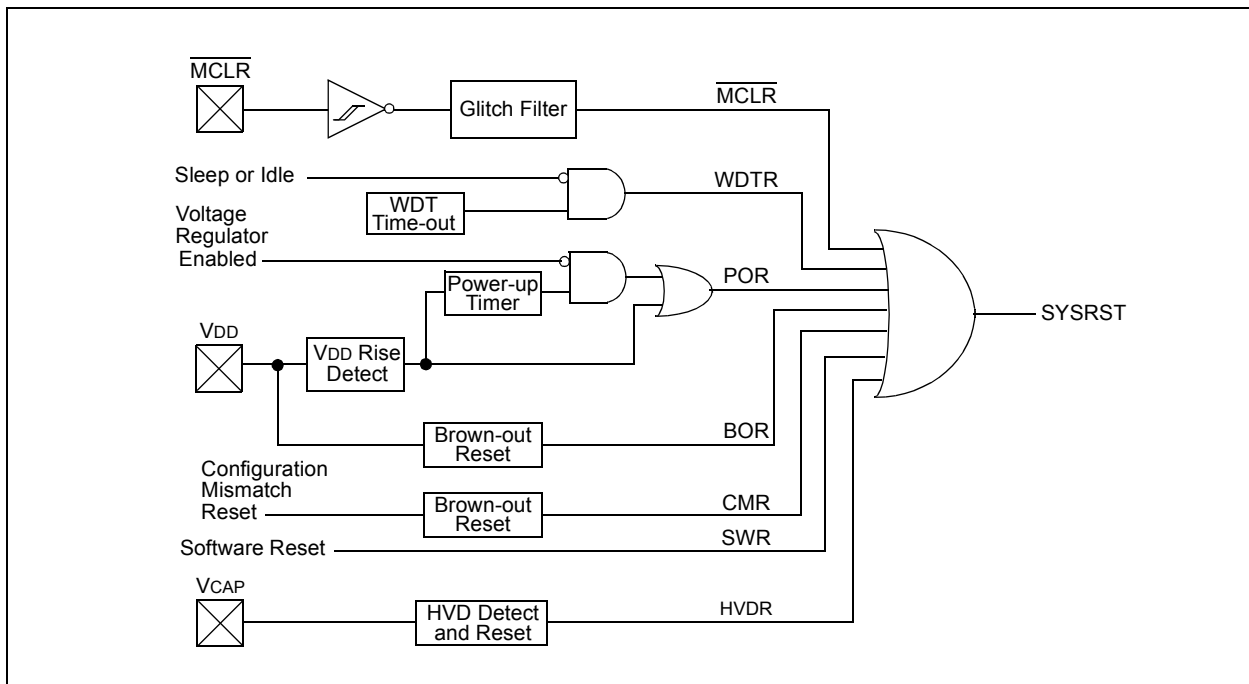 MCLR
Glitch Filter
MCLR
Sleep or Idle
WDT
Time-out
WDTR
Voltage
Regulator
Enabled
Power-up
Timer
POR
SYSRST
VDD
VDD Rise
Detect
Brown-out
Reset
BOR
Configuration
Mismatch
Reset
Brown-out
Reset
CMR
Software Reset
SWR
VCAP
HVD Detect
and Reset
HVDR